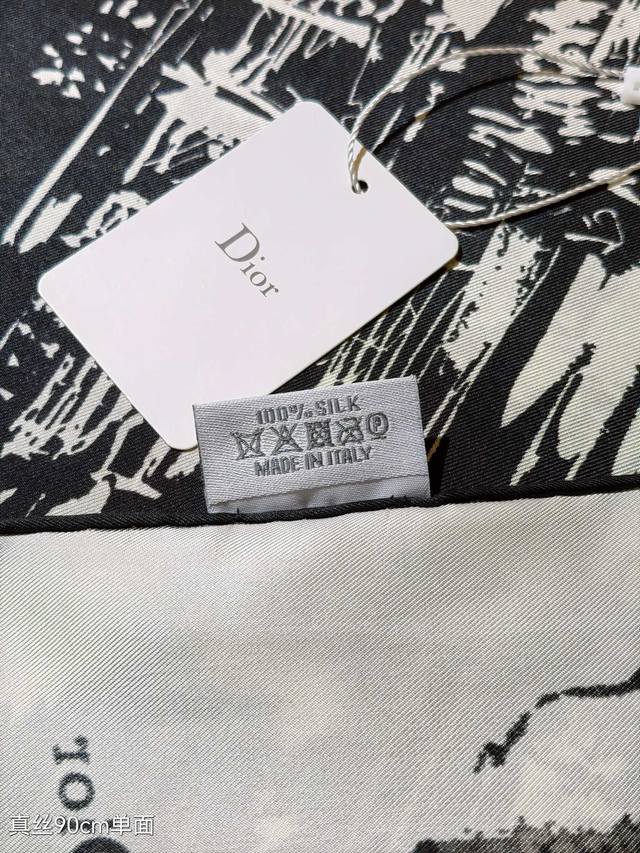 Dior
100% SILK
MADE IN ITALY
真丝90cm单面